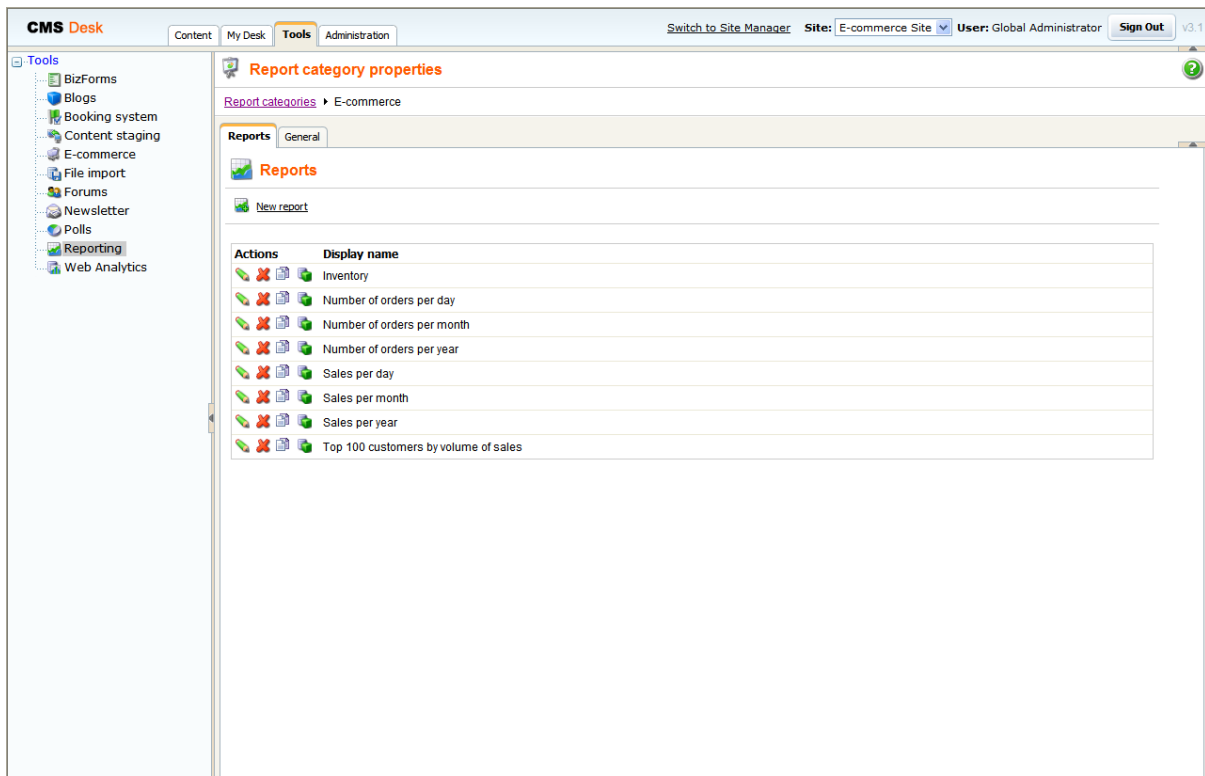 CMS Desk
Content My Desk Tools Administration
Switch to Site Manager Site: E-commerce Site User: Global Administrator Sign Out v3.1
Tools
BizForms
Blogs
Booking system
Content staging
E-commerce
File import
Forums
Newsletter
Polls
Reporting
Web Analytics
Report category properties
Report categories E-commerce
Reports General
Reports
New report
Actions Display name
Inventory
Number of orders per day
Number of orders per month
Number of orders per year
Sales per day
Sales per month
Sales per year
Top 100 customers by volume of sales